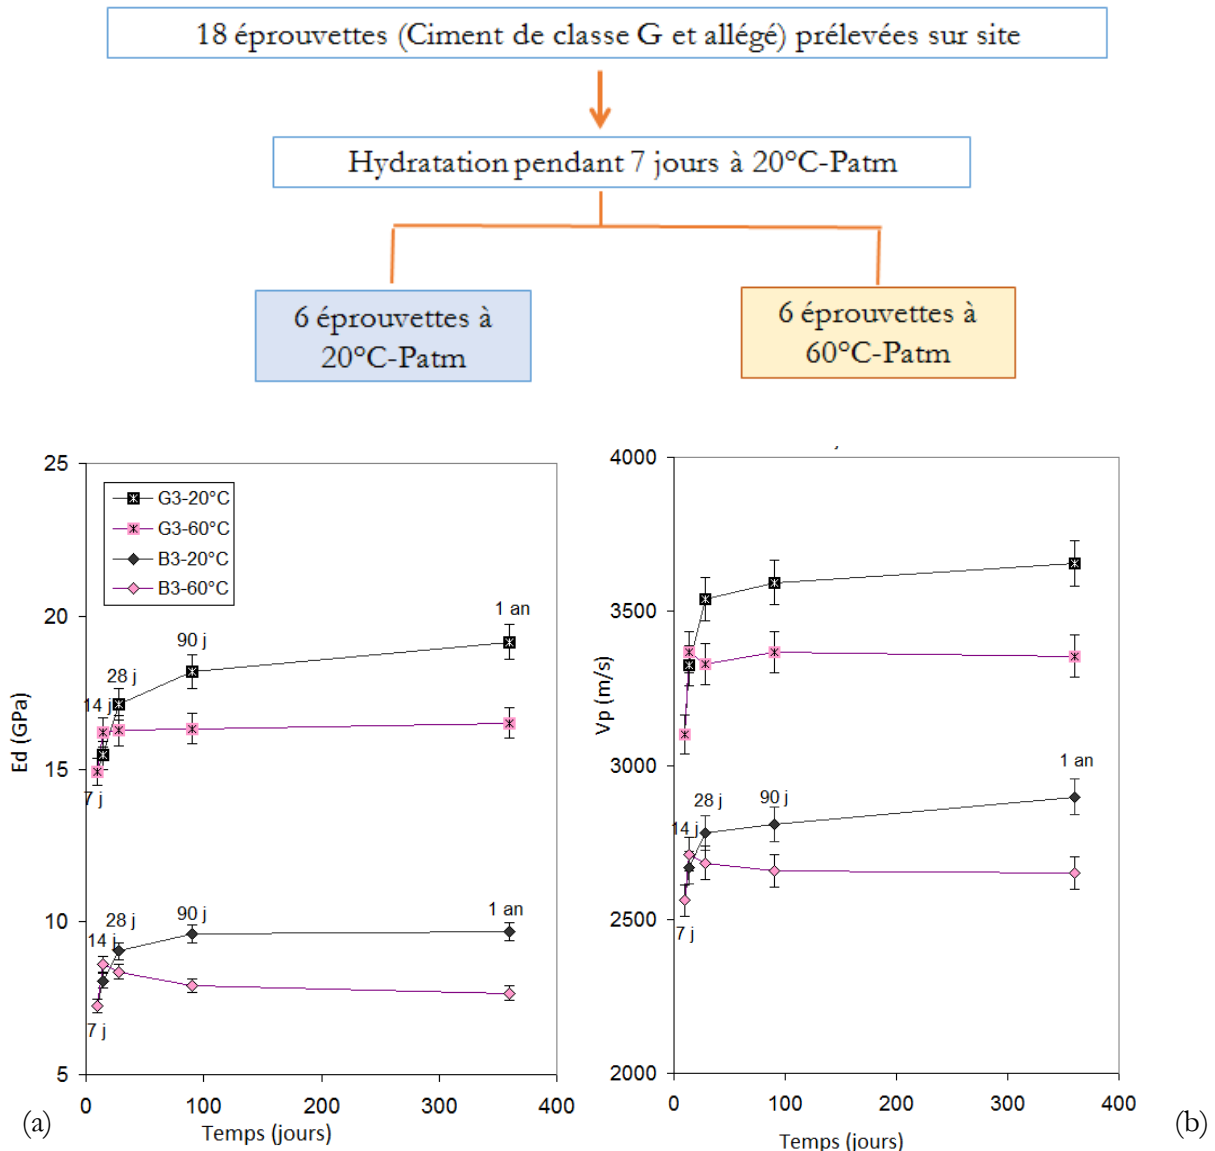 18 éprouvettes (Ciment de classe G et allégé) prélevées sur site
Hydratation pendant 7 jours à 20°C-Patm
6 éprouvettes à
20°C-Patm
6 éprouvettes à
60°C-Patm
25
20
15
10
5
Ed (GPa)
G3-20°C
G3-60°C
B3-20°C
B3-60°C
7 j
14 j
28 j
90 j
1 an
7 j
14 j
28 j
90 j
1 an
0
100
200
300
400
Temps (jours)
(a)
4000
3500
3000
2500
2000
Vp (m/s)
7 j
14 j
28 j
90 j
1 an
0
100
200
300
400
Temps (jours)
(b)